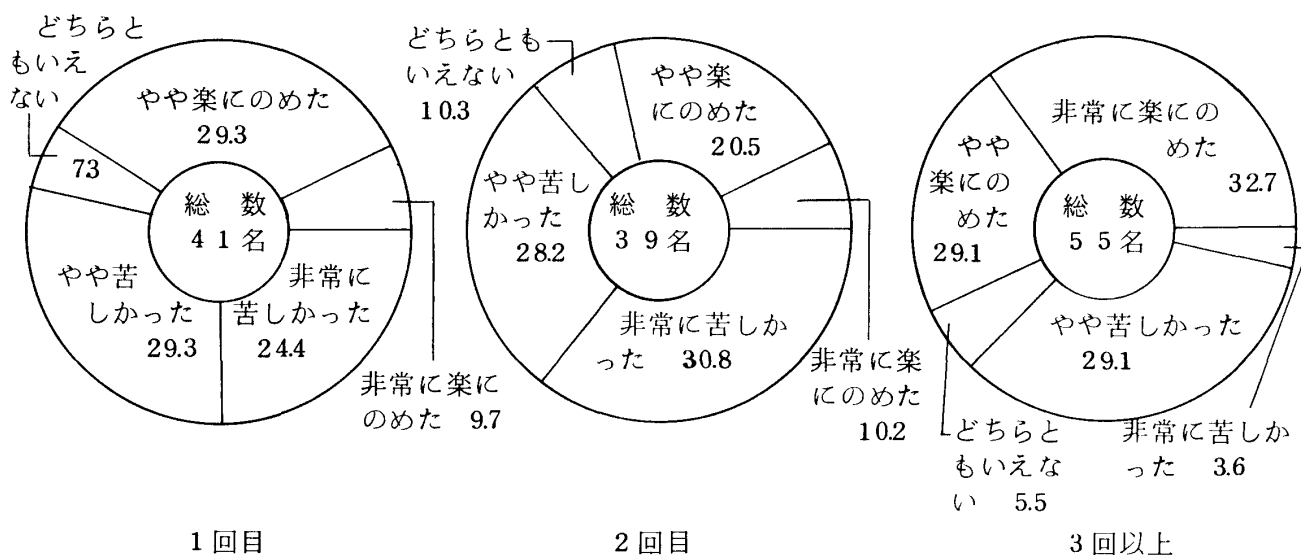 どちらと
もいえ
ない
73
やや楽にのめた
29.3
総 数
41名
やや苦
しかった
29.3
非常に
苦しかった
24.4
非常に楽に
のめた 9.7
1回目
どちらとも
いえない
10.3
やや楽
にのめた
20.5
やや苦し
かった
28.2
総 数
39名
非常に苦しか
った 30.8
非常に楽
にのめた
10.2
2回目
非常に楽にの
めた
32.7
やや
楽にの
めた
29.1
総 数
55名
やや苦しかった
29.1
どちらと
もいえな
い 5.5
非常に苦しか
った 3.6
3回以上